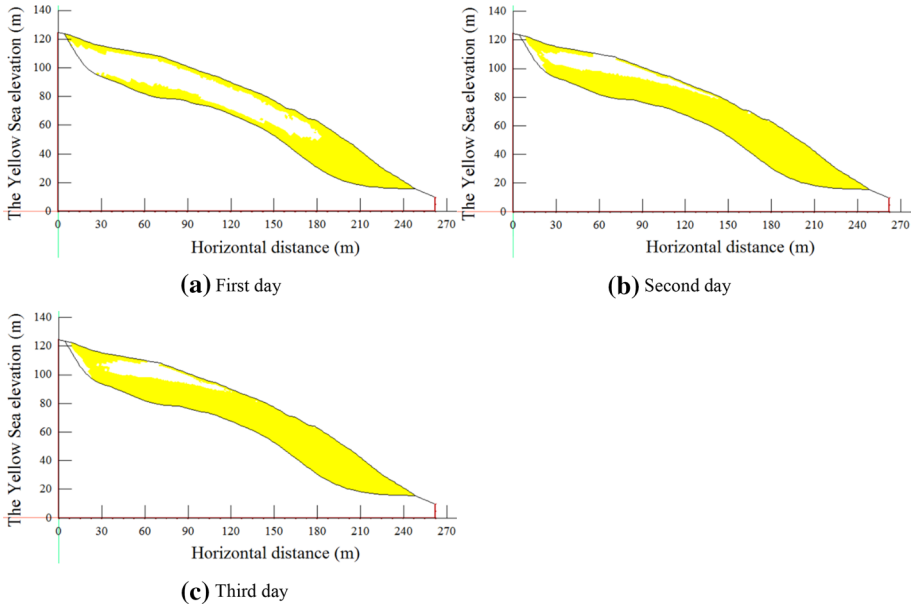 140
120
100
80
60
40
20
0
The Yellow Sea elevation (m)
0 30 60 90 120 150 180 210 240 270
Horizontal distance (m)
(a) First day
140
120
100
80
60
40
20
0
The Yellow Sea elevation (m)
0 30 60 90 120 150 180 210 240 270
Horizontal distance (m)
(b) Second day
140
120
100
80
60
40
20
0
The Yellow Sea elevation (m)
0 30 60 90 120 150 180 210 240 270
Horizontal distance (m)
(c) Third day